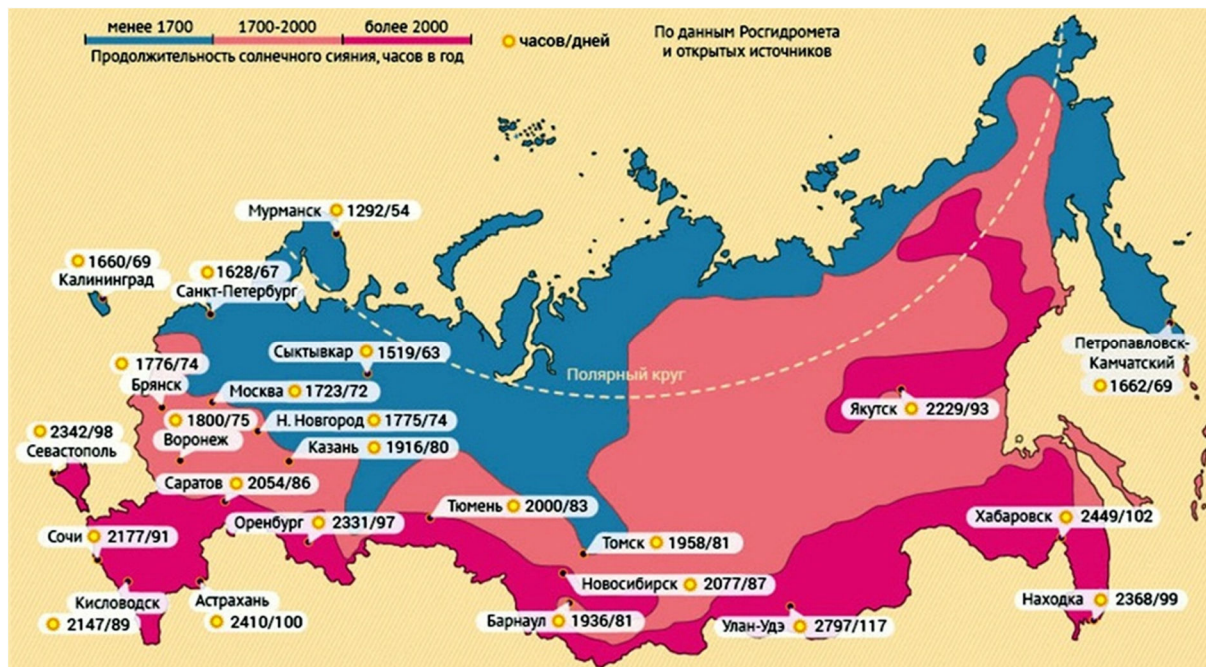 менее 1700 1700-2000 более 2000
Продолжительность солнечного сияния, часов в год
часов/дней
По данным Росгидромета
и открытых источников
Мурманск 1292/54
1660/69
Калининград
1628/67
Санкт-Петербург
Сыктывкар 1519/63
1776/74
Брянск
Москва 1723/72
Полярный круг
Петропавловск-
Камчатский
1662/69
1800/75
Воронеж
Н. Новгород 1775/74
Якутск 2229/93
2342/98
Севастополь
Казань 1916/80
Саратов 2054/86
Тюмень 2000/83
Оренбург 2331/97
Хабаровск 2449/102
Сочи 2177/91
Томск 1958/81
Новосибирск 2077/87
Кисловодск
2147/89
Астрахань
2410/100
Барнаул 1936/81
Улан-Удэ 2797/117
Находка 2368/99